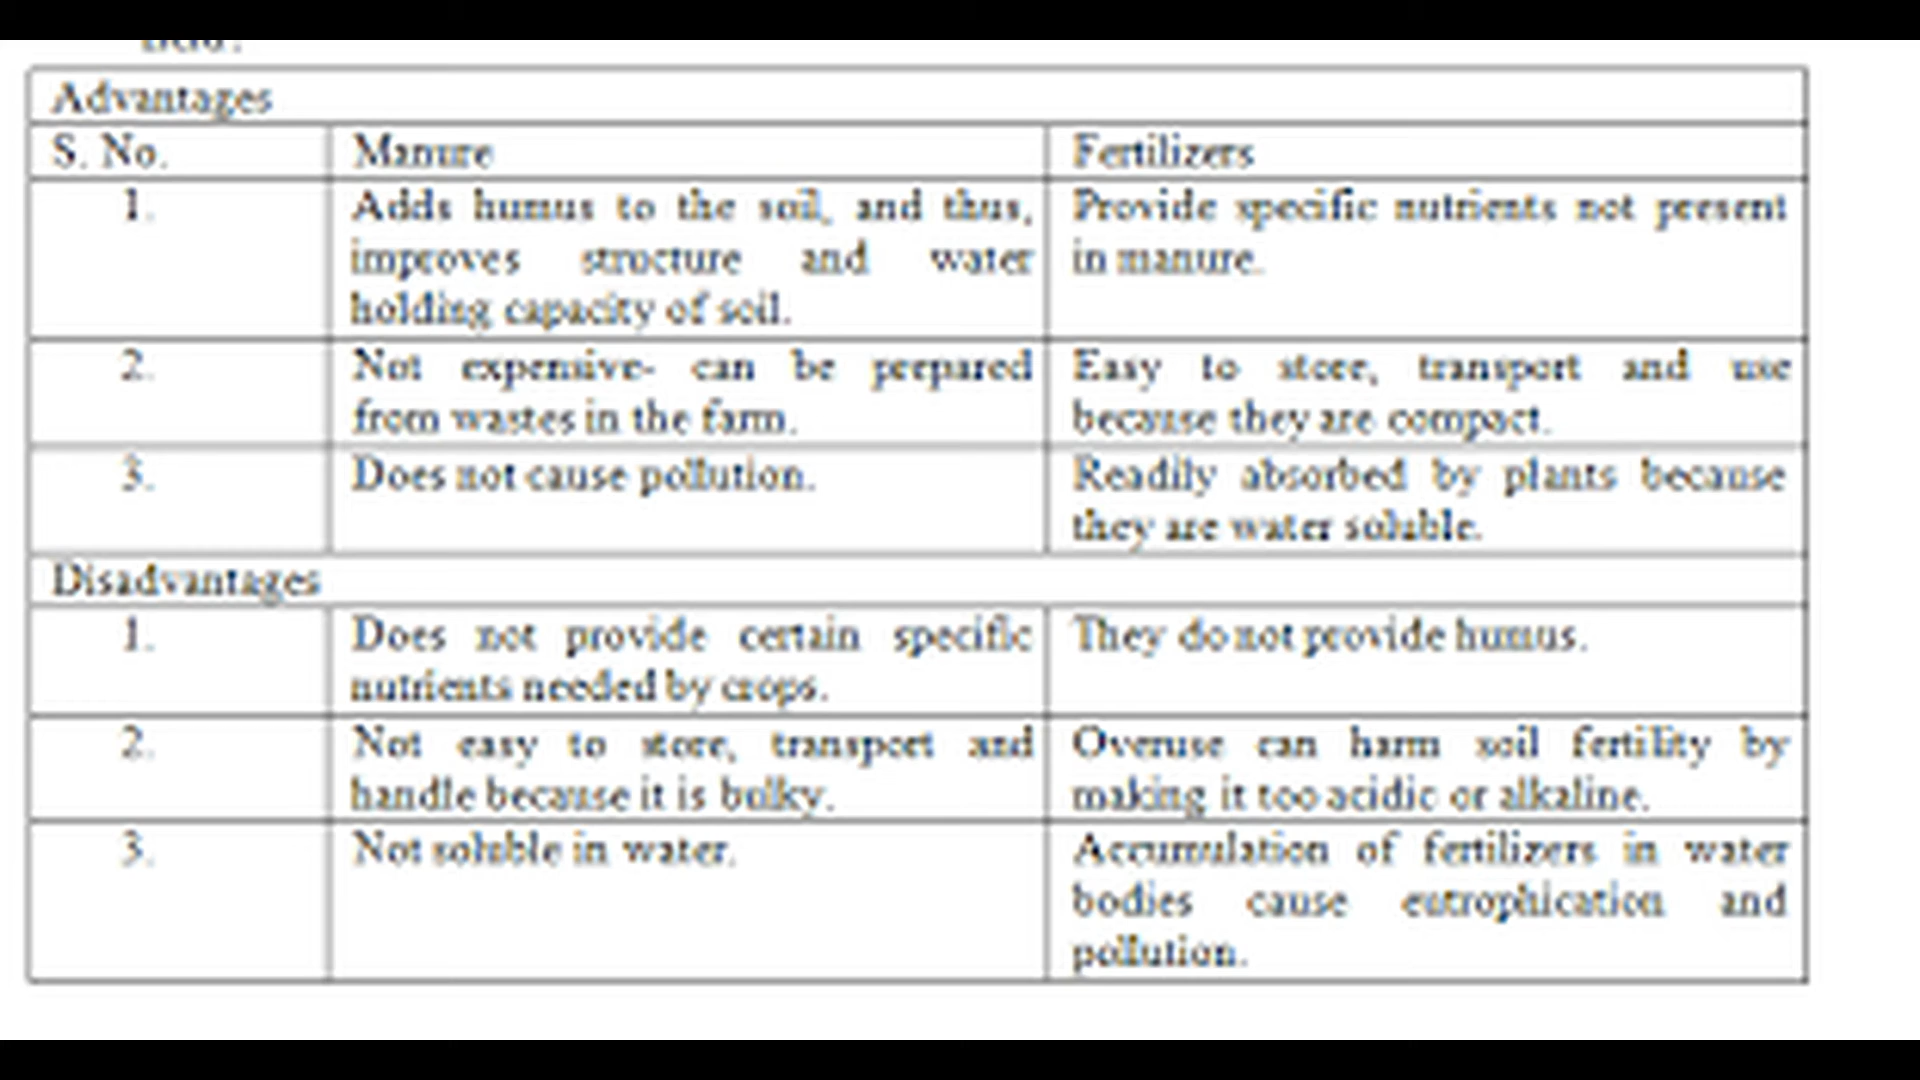 Advantages
S. No. Manure Fertilizers
1. Adds humus to the soil, and thus, Provide specific nutrients not present
improves structure and water in manure.
holding capacity of soil.
2. Not expensive- can be prepared Easy to store, transport and use
from wastes in the farm. because they are compact.
3. Does not cause pollution. Readily absorbed by plants because
they are water soluble.
Disadvantages
1. Does not provide certain specific They do not provide humus.
nutrients needed by crops.
2. Not easy to store, transport and Overuse can harm soil fertility by
handle because it is bulky. making it too acidic or alkaline.
3. Not soluble in water. Accumulation of fertilizers in water
bodies cause eutrophication and
pollution.